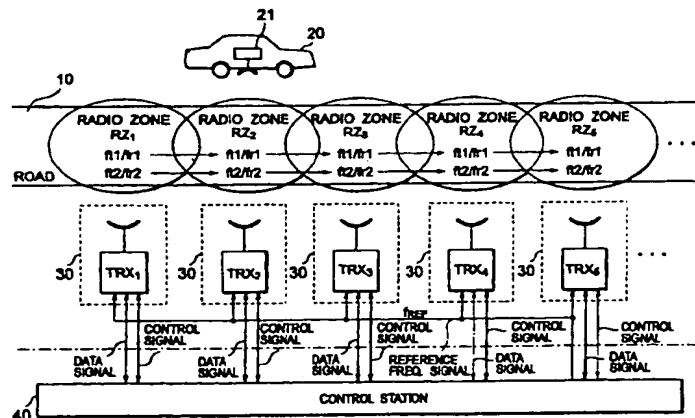 21
20
10
RADIO ZONE RZ1 RADIO ZONE RZ2 RADIO ZONE RZ3 RADIO ZONE RZ4 RADIO ZONE RZ5
ft1/fr1 ft1/fr1 ft1/fr1 ft1/fr1 ft1/fr1
ROAD ft2/fr2 ft2/fr2 ft2/fr2 ft2/fr2 ft2/fr2
30 TRX1 30 TRX2 30 TRX3 30 TRX4 30 TRX5
fREF
CONTROL SIGNAL CONTROL SIGNAL CONTROL SIGNAL CONTROL SIGNAL CONTROL SIGNAL
DATA SIGNAL DATA SIGNAL DATA SIGNAL REFERENCE FREQ. SIGNAL DATA SIGNAL DATA SIGNAL
40 CONTROL STATION